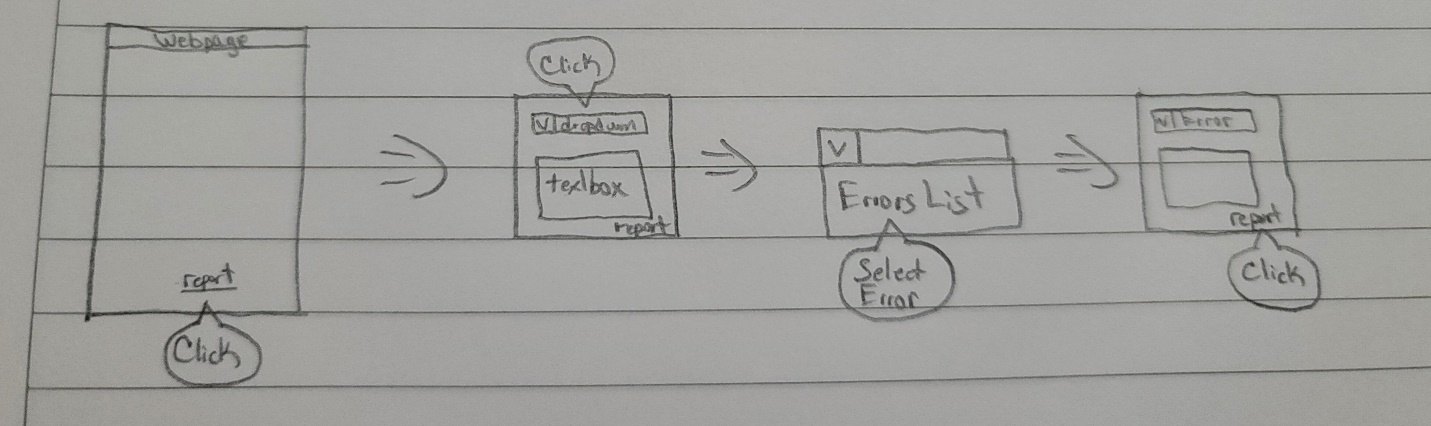 Webpage
report
Click
Click
V dropdown
textbox
report
V
Errors List
Select
Error
V Error
report
Click